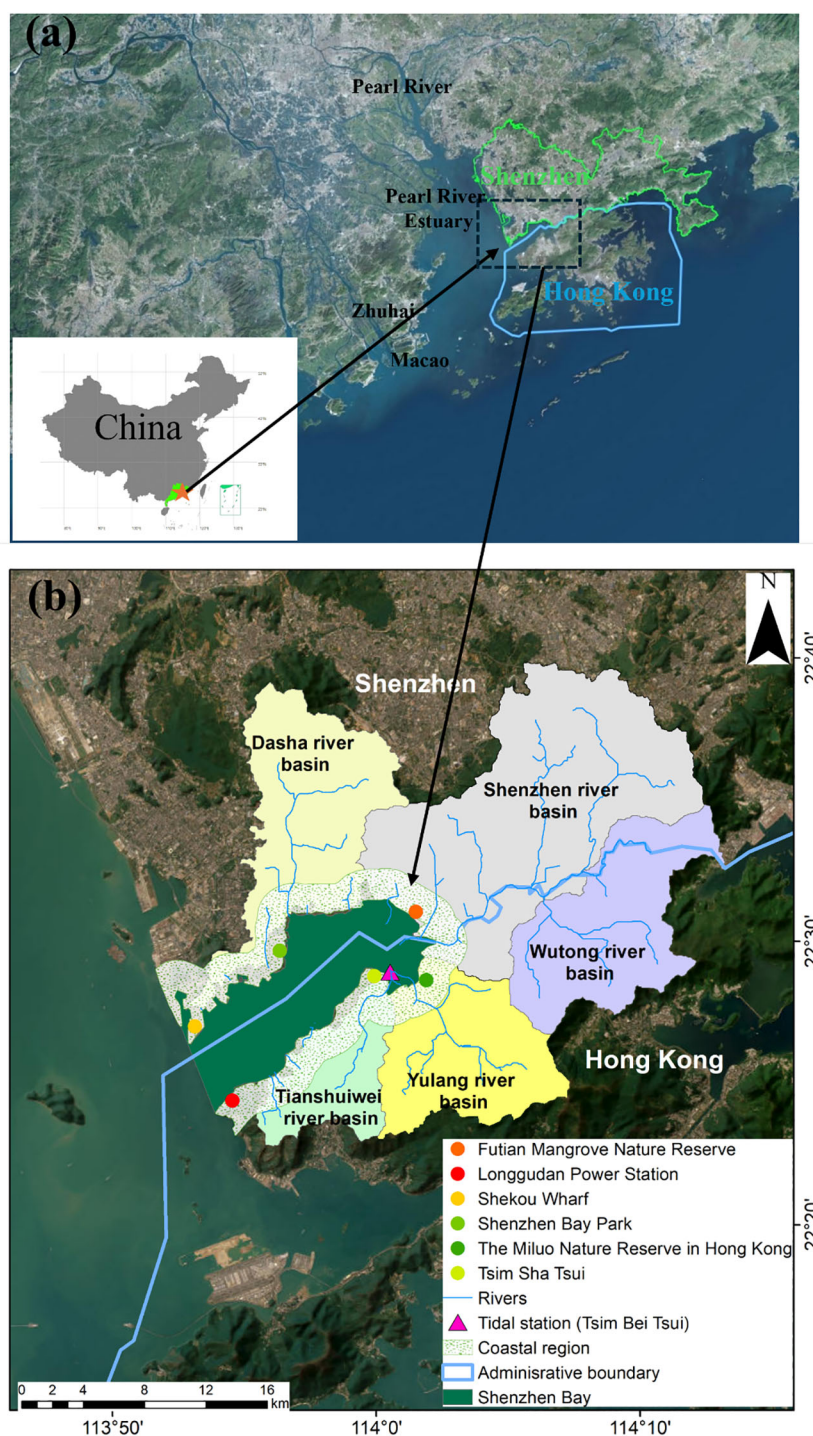 (a)
Pearl River
Shenzhen
Pearl River
Estuary
Hong Kong
Zhuhai
Macao
China
(b)
N
Shenzhen
22°40'
Dasha river
basin
Shenzhen river
basin
22°30'
Wutong river
basin
Hong Kong
Yulang river
basin
Tianshuiwei
river basin
Futian Mangrove Nature Reserve
Longgudan Power Station
Shekou Wharf
Shenzhen Bay Park
The Miluo Nature Reserve in Hong Kong
Tsim Sha Tsui
Rivers
Tidal station (Tsim Bei Tsui)
Coastal region
Adminisrative boundary
Shenzhen Bay
22°20'
0 2 4 8 12 16
km
113°50' 114°0' 114°10'